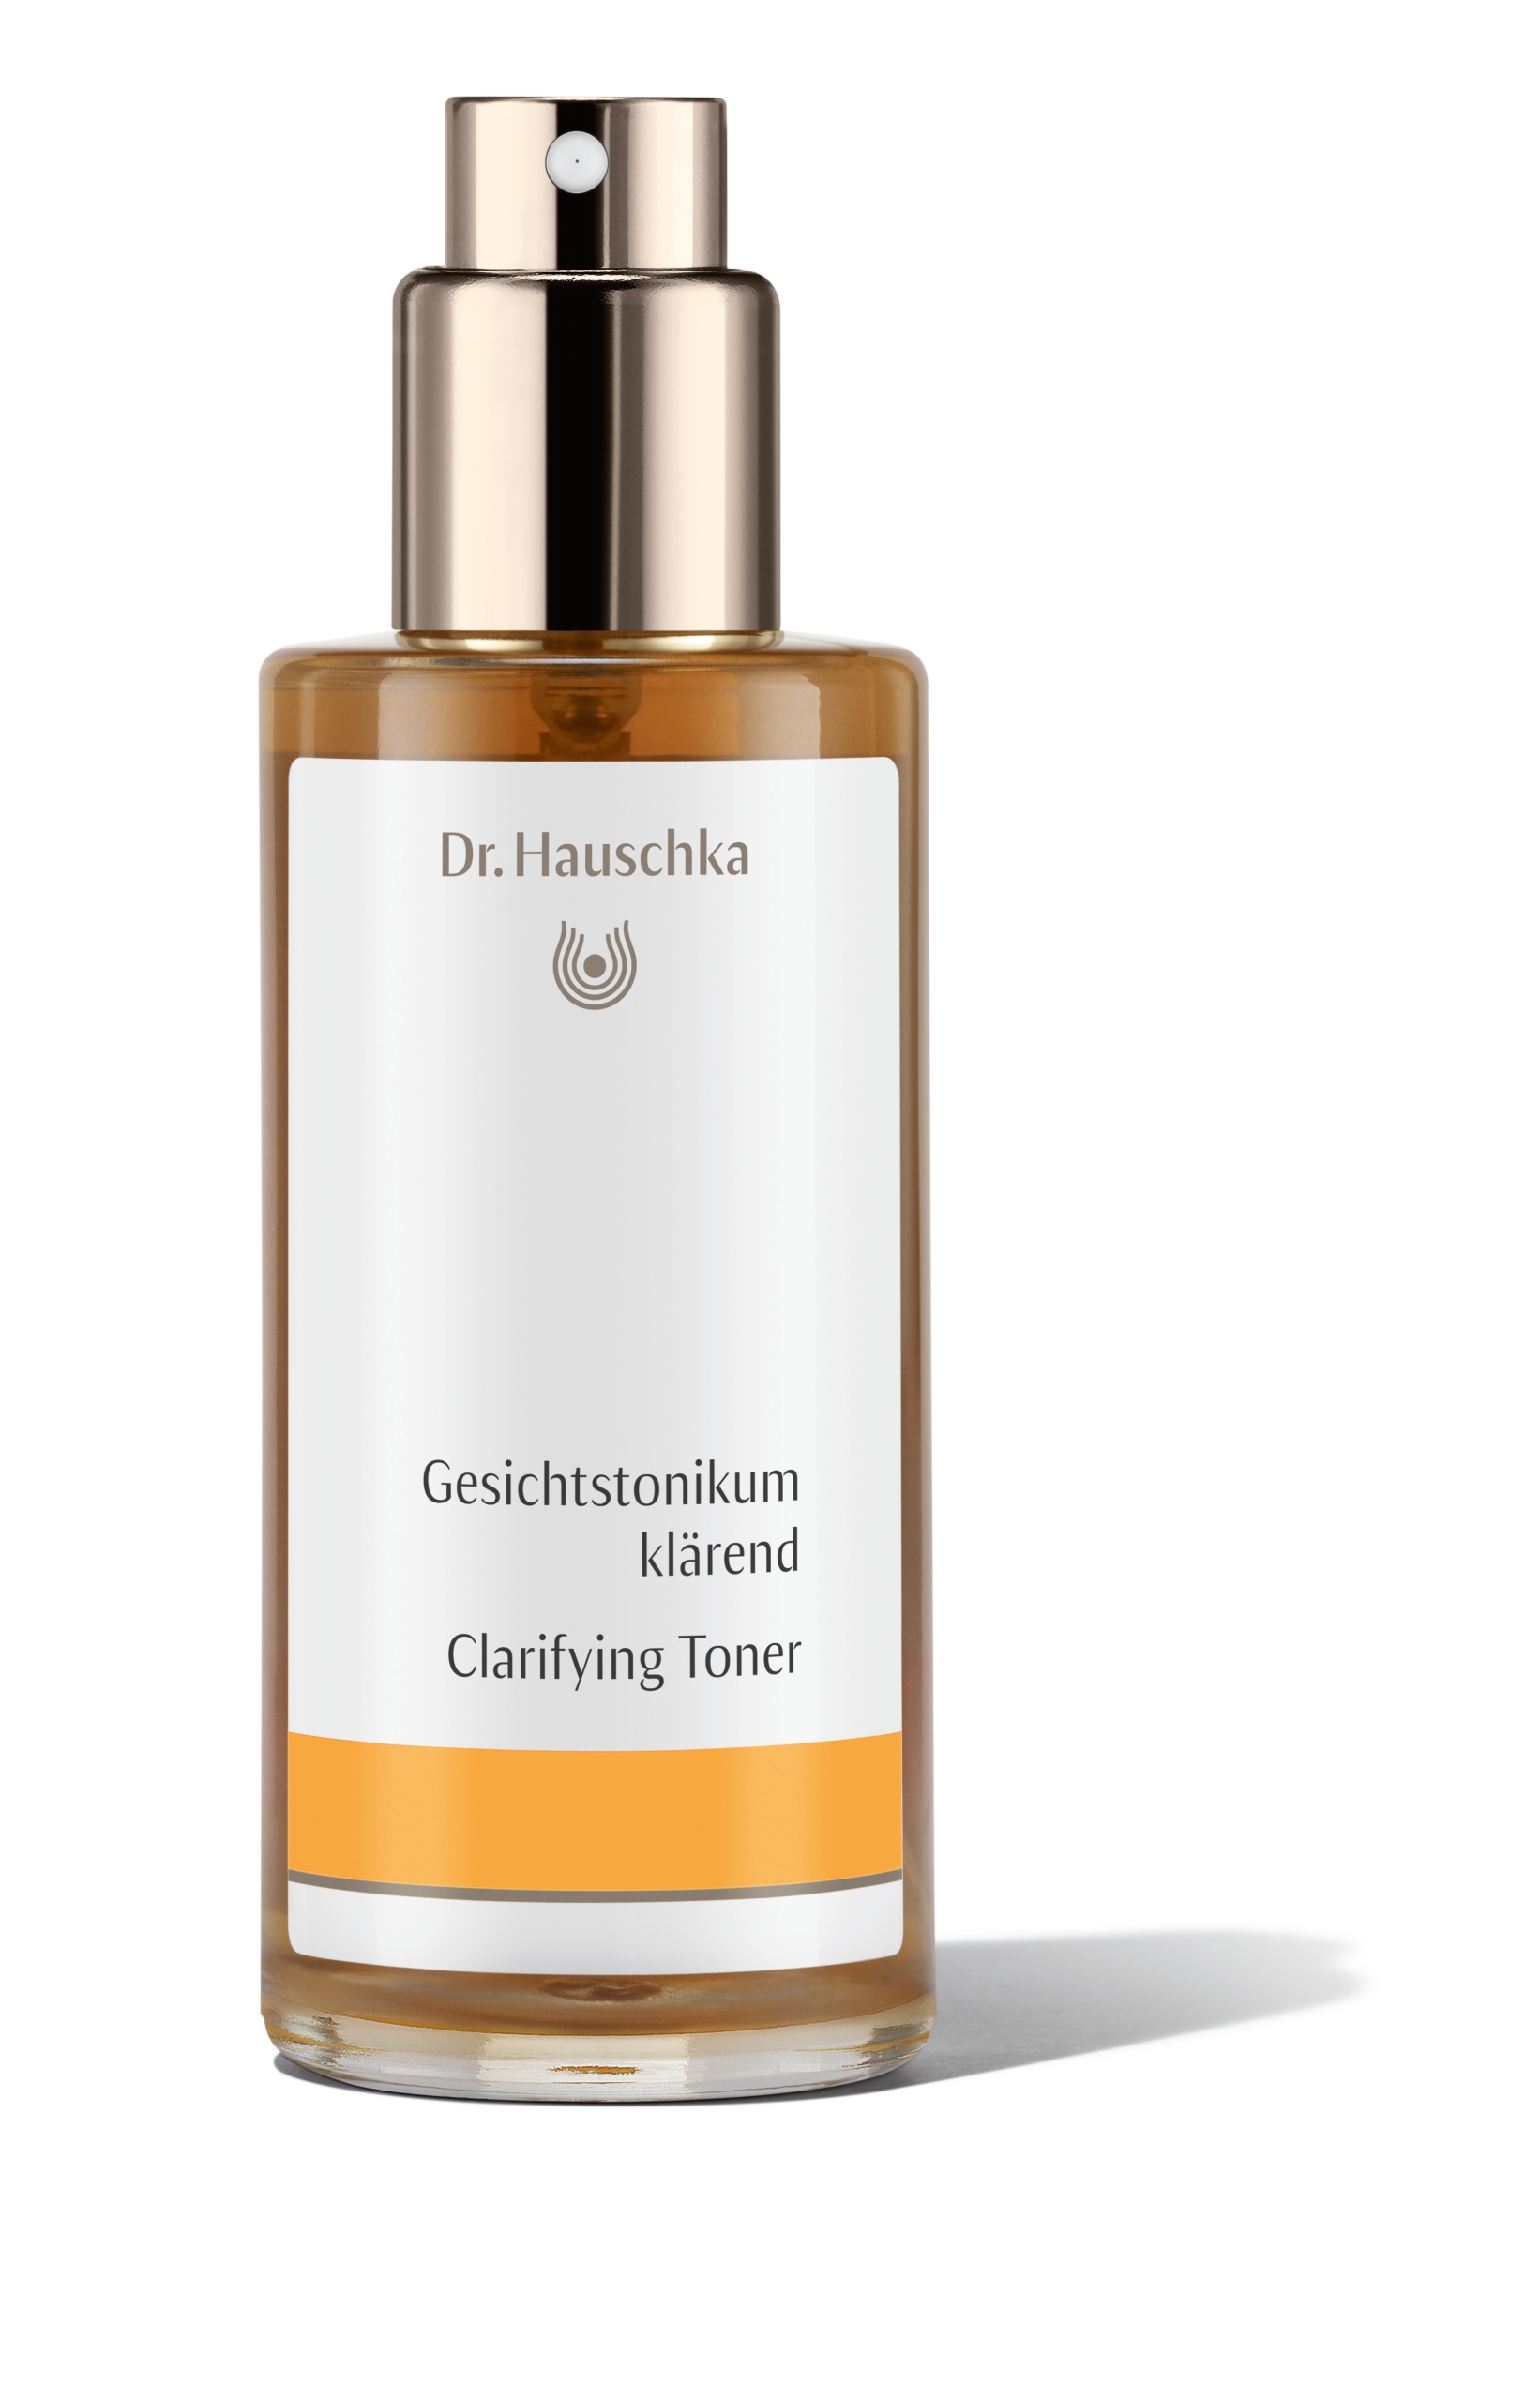 Dr. Hauschka
Gesichtstonikum
klärend
Clarifying Toner